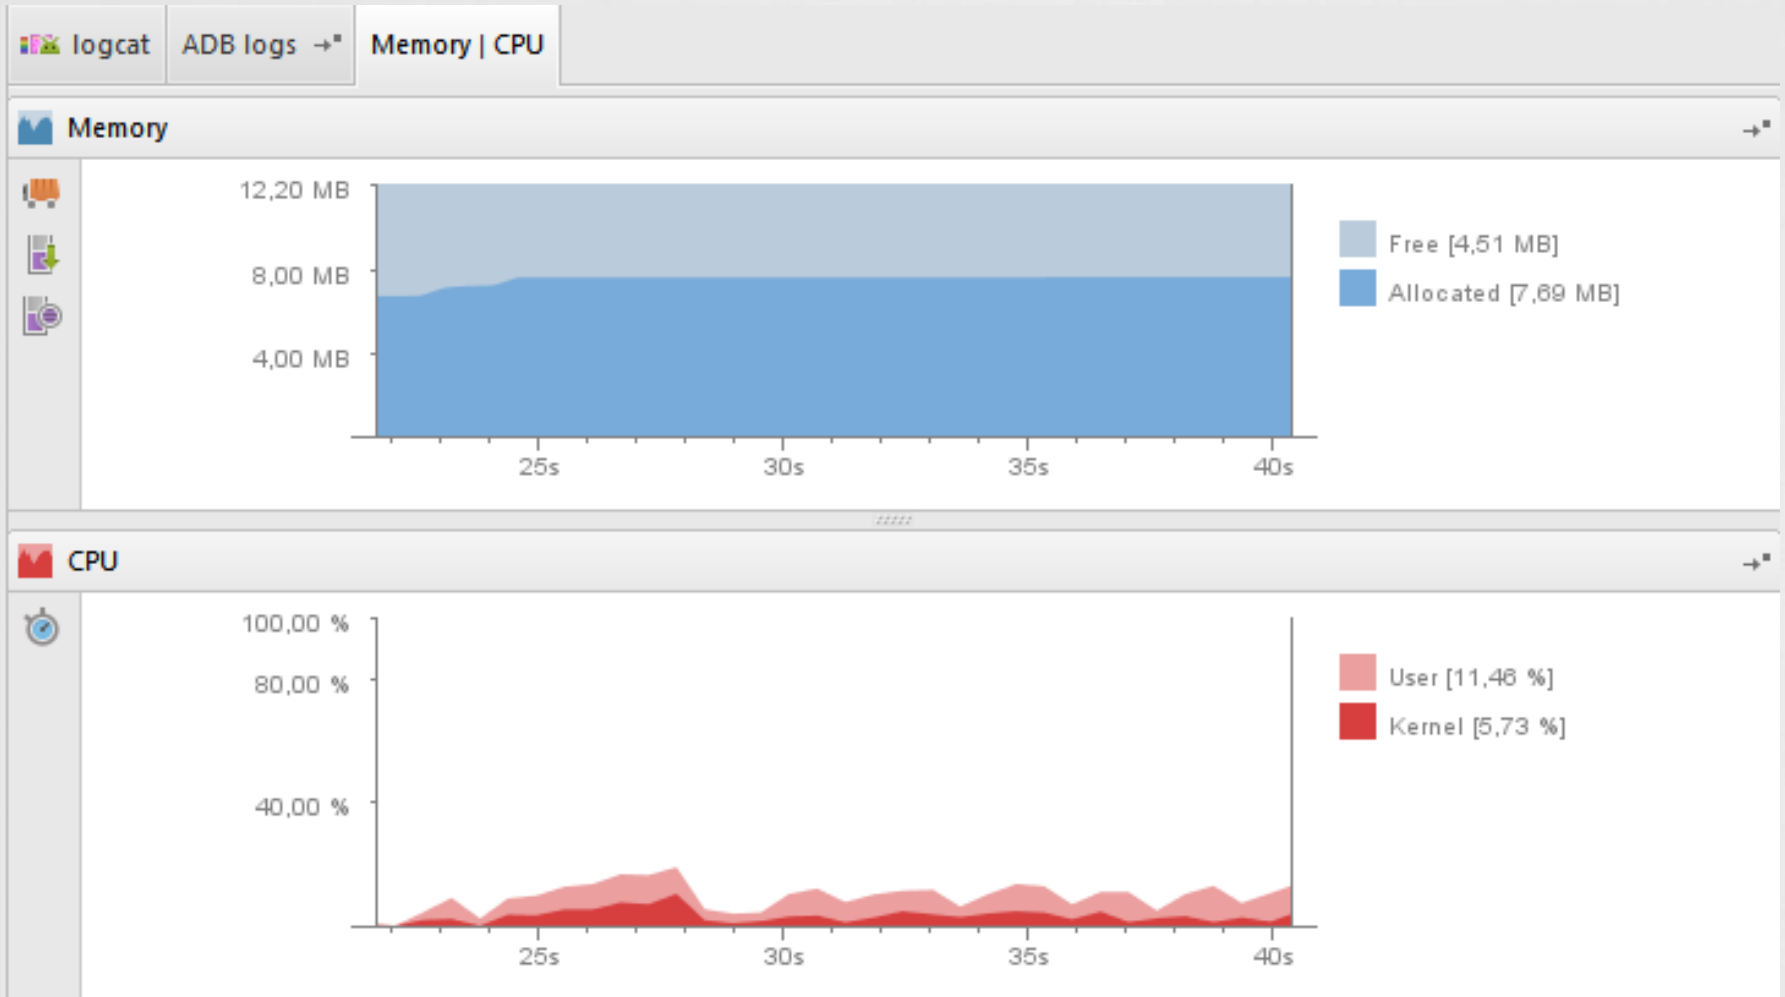 logcat
ADB logs
Memory | CPU
Memory
12,20 MB
8,00 MB
4,00 MB
25s
30s
35s
40s
Free [4,51 MB]
Allocated [7,69 MB]
CPU
100,00 %
80,00 %
40,00 %
25s
30s
35s
40s
User [11,46 %]
Kernel [5,73 %]